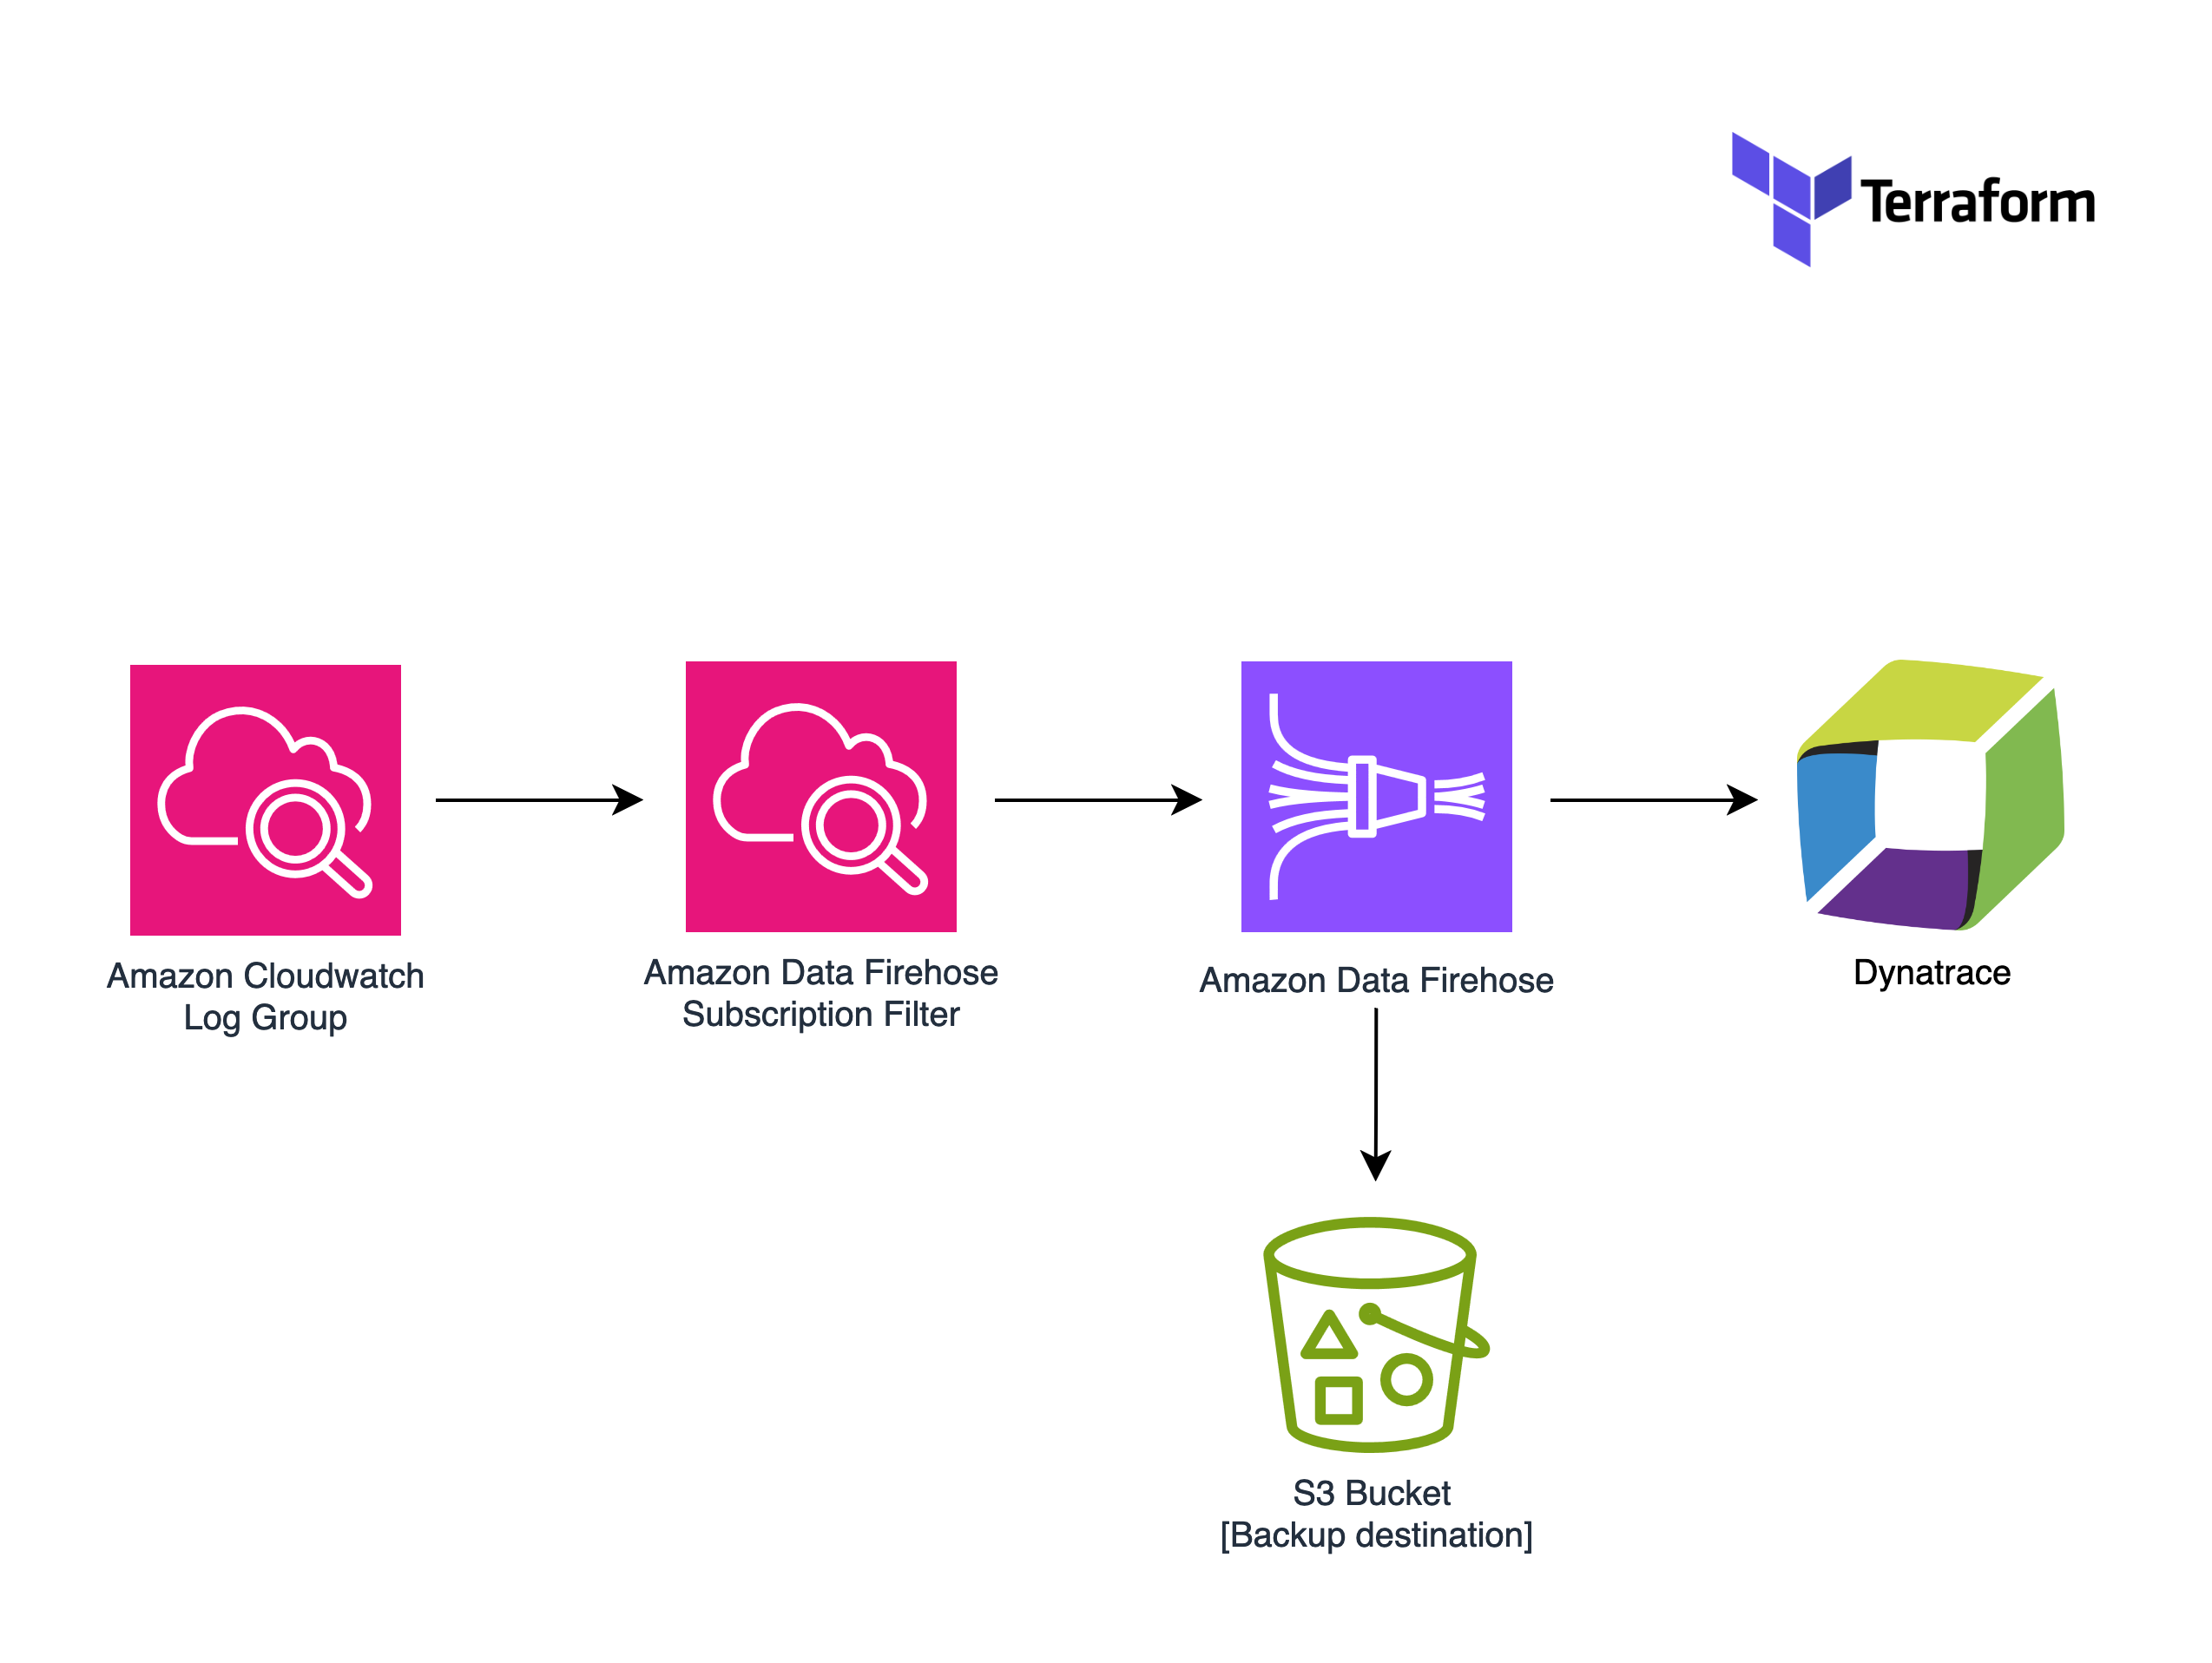 Terraform
Amazon Cloudwatch
Log Group
Amazon Data Firehose
Subscription Filter
Amazon Data Firehose
Dynatrace
S3 Bucket
[Backup destination]